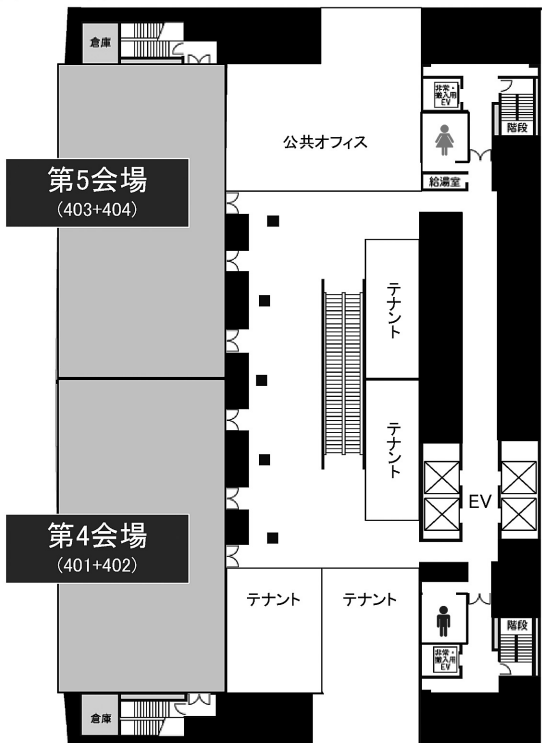 倉庫
非常・
搬入用
EV
階段
公共オフィス
第5会場
(403+404)
給湯室
テナント
テナント
EV
第4会場
(401+402)
テナント
テナント
階段
非常・
搬入用
EV
倉庫